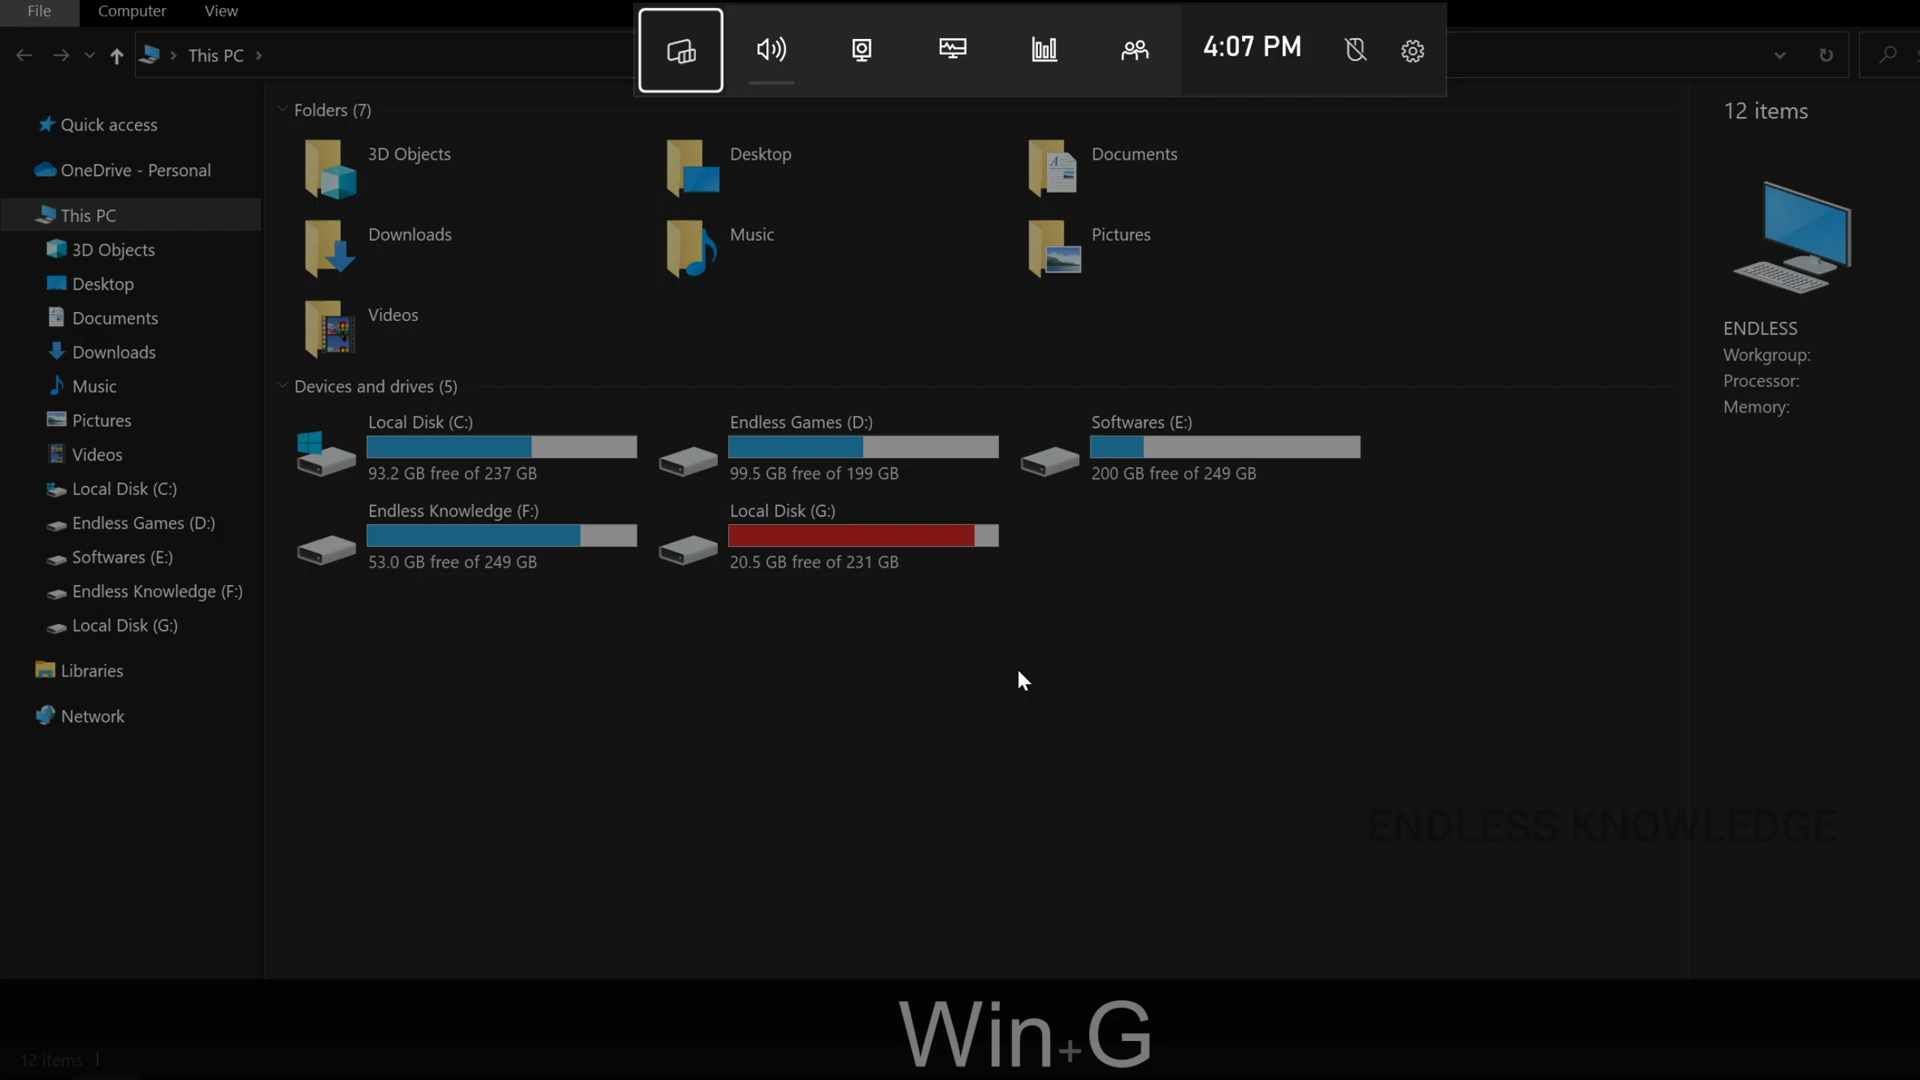 File Computer View
This PC
4:07 PM
Quick access
OneDrive - Personal
This PC
3D Objects
Desktop
Documents
Downloads
Music
Pictures
Videos
Local Disk (C:)
Endless Games (D:)
Softwares (E:)
Endless Knowledge (F:)
Local Disk (G:)
Libraries
Network
Folders (7)
3D Objects
Desktop
Documents
Downloads
Music
Pictures
Videos
Devices and drives (5)
Local Disk (C:)
93.2 GB free of 237 GB
Endless Games (D:)
99.5 GB free of 199 GB
Softwares (E:)
200 GB free of 249 GB
Endless Knowledge (F:)
53.0 GB free of 249 GB
Local Disk (G:)
20.5 GB free of 231 GB
12 items
ENDLESS
Workgroup:
Processor:
Memory:
ENDLESS KNOWLEDGE
Win+G
12 items